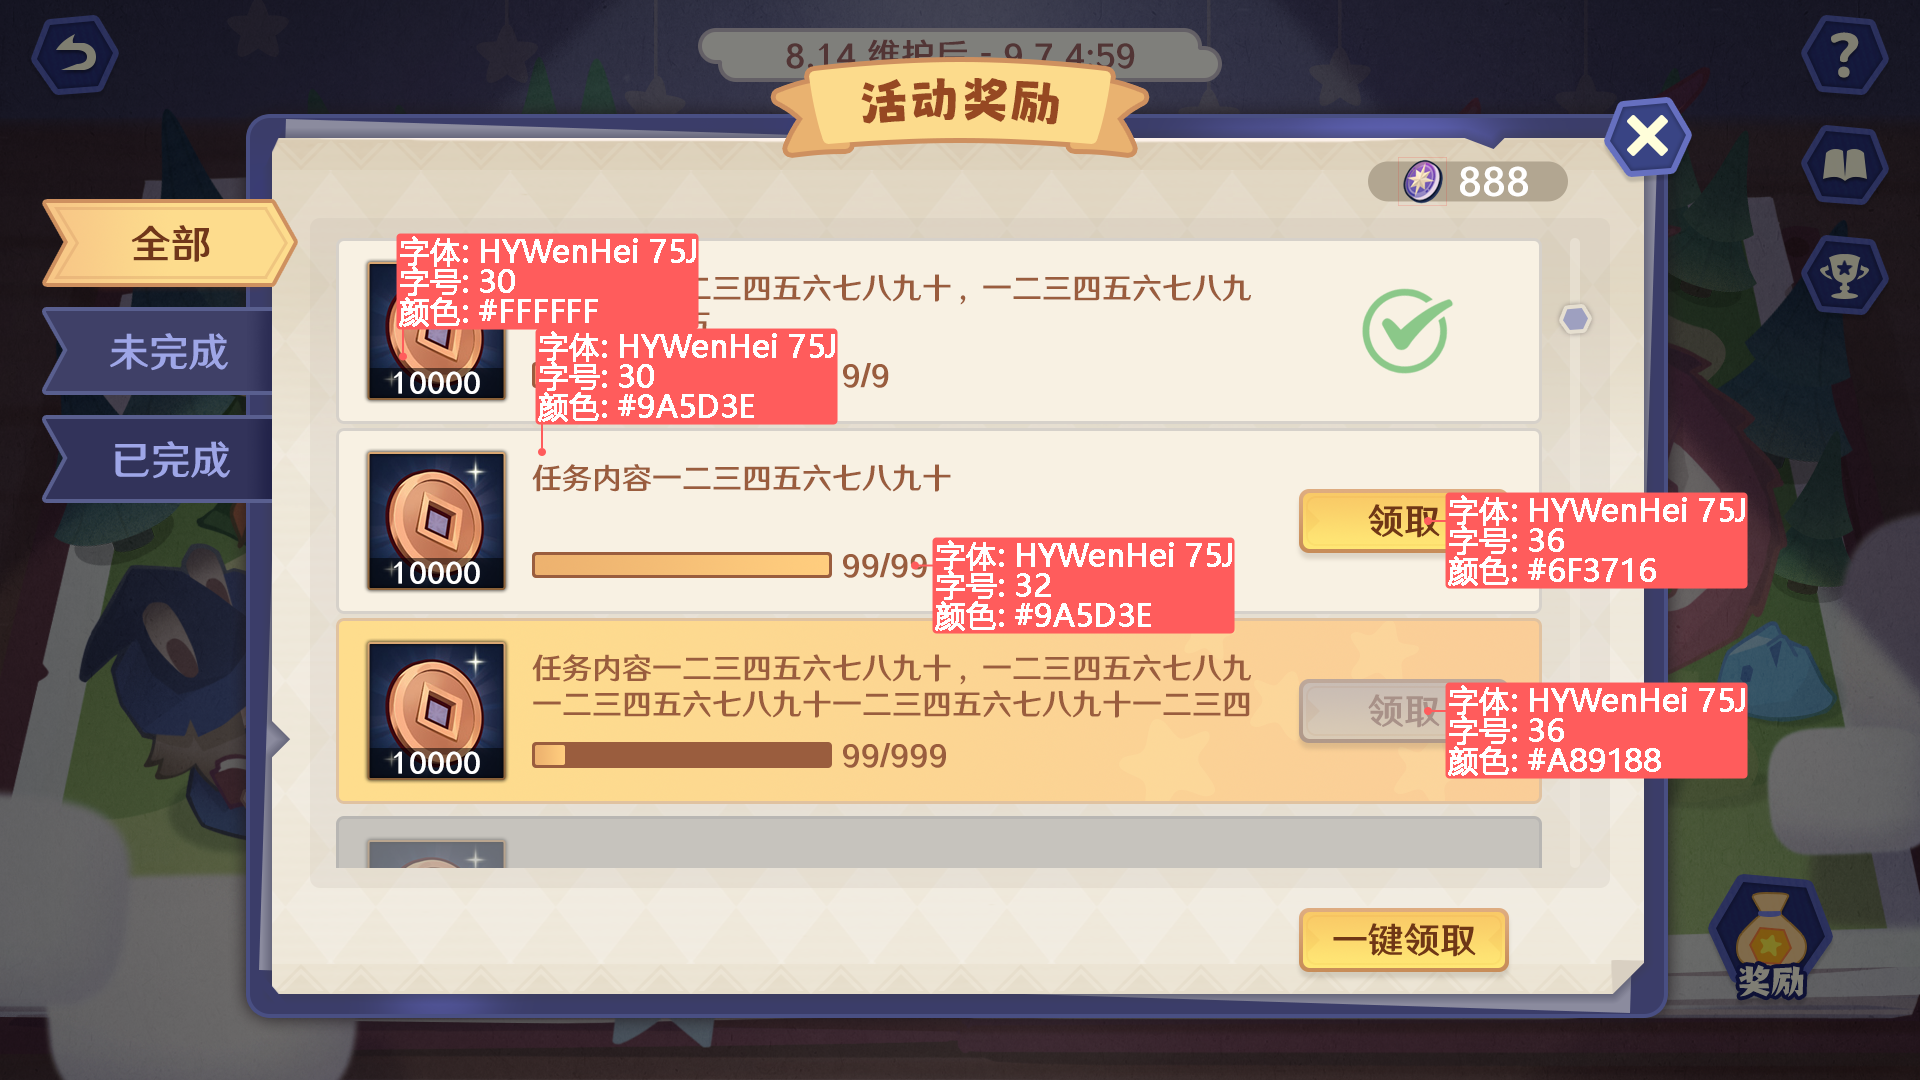 8.14 维护后 - 9.7 4:59
活动奖励
888
全部
未完成
已完成
字体: HYWenHei 75J
字号: 30
颜色: #FFFFFF
二三四五六七八九十，一二三四五六七八九
五
10000
9/9
字体: HYWenHei 75J
字号: 30
颜色: #9A5D3E
任务内容一二三四五六七八九十
10000
99/99
字体: HYWenHei 75J
字号: 32
颜色: #9A5D3E
领取
字体: HYWenHei 75J
字号: 36
颜色: #6F3716
任务内容一二三四五六七八九十，一二三四五六七八九
一二三四五六七八九十一二三四五六七八九十一二三四
10000
99/999
领取
字体: HYWenHei 75J
字号: 36
颜色: #A89188
一键领取
奖励